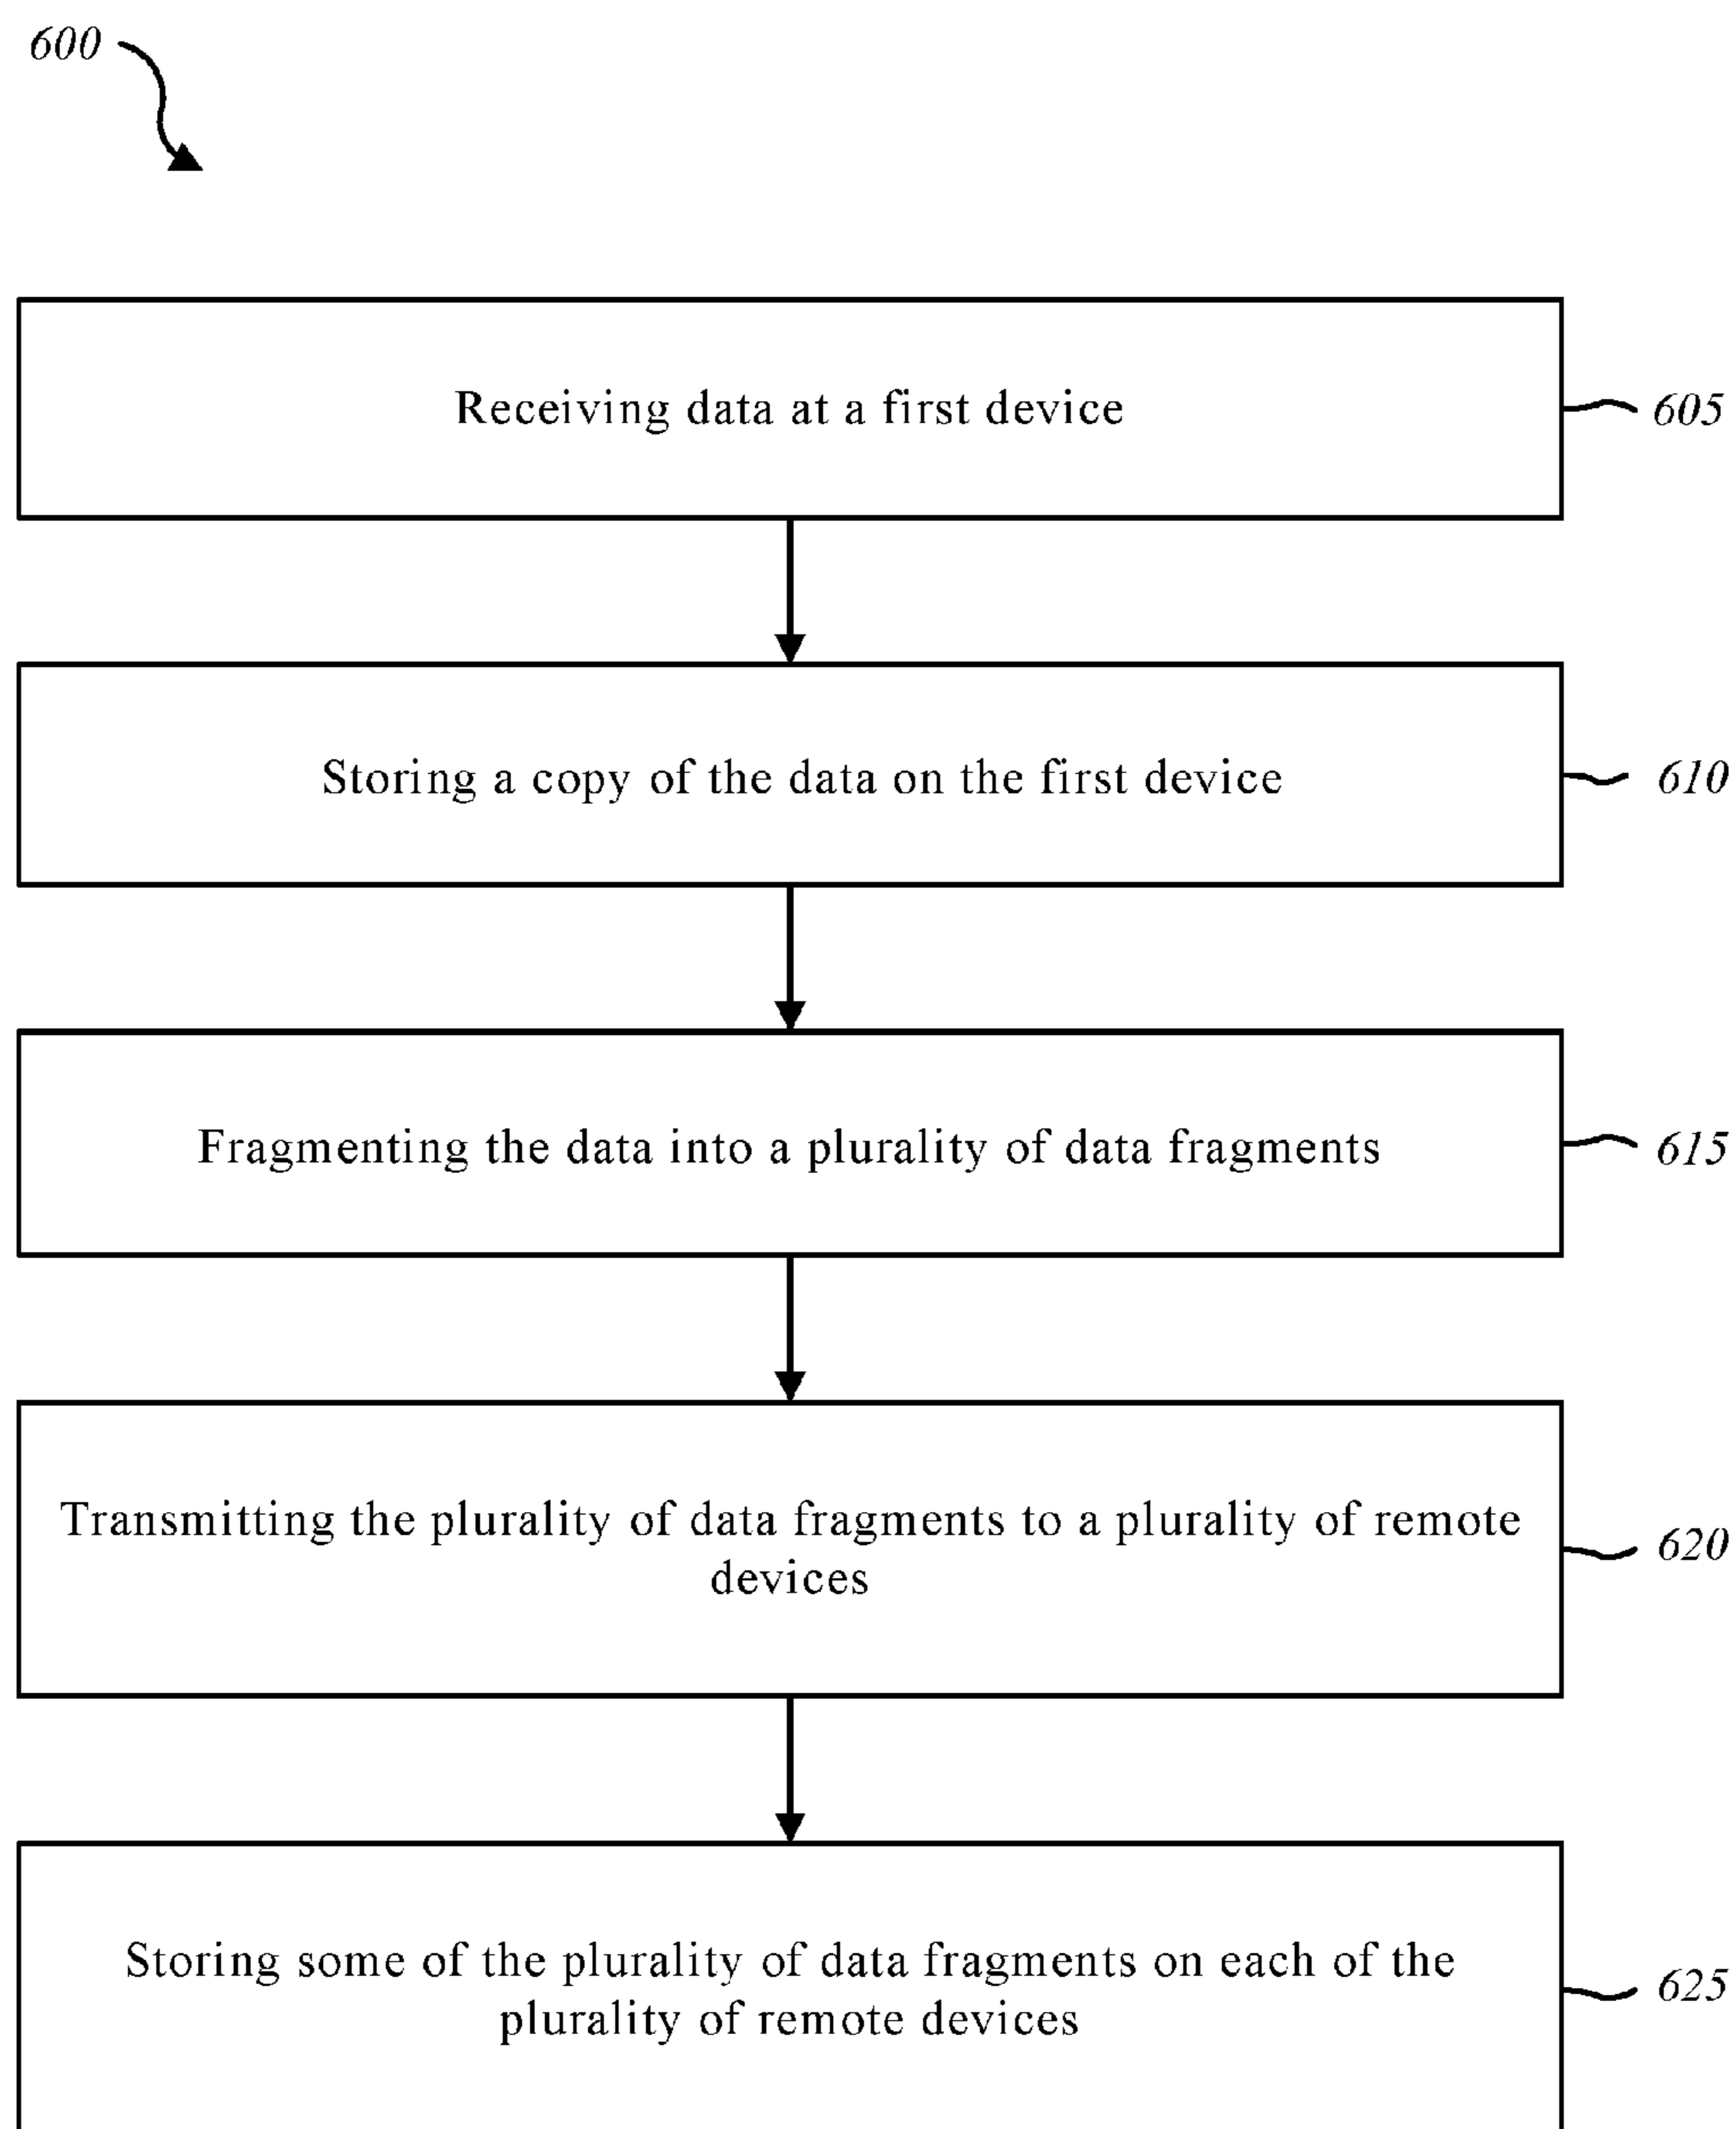 600
Receiving data at a first device
605
Storing a copy of the data on the first device
610
Fragmenting the data into a plurality of data fragments
615
Transmitting the plurality of data fragments to a plurality of remote
devices
620
Storing some of the plurality of data fragments on each of the
plurality of remote devices
625